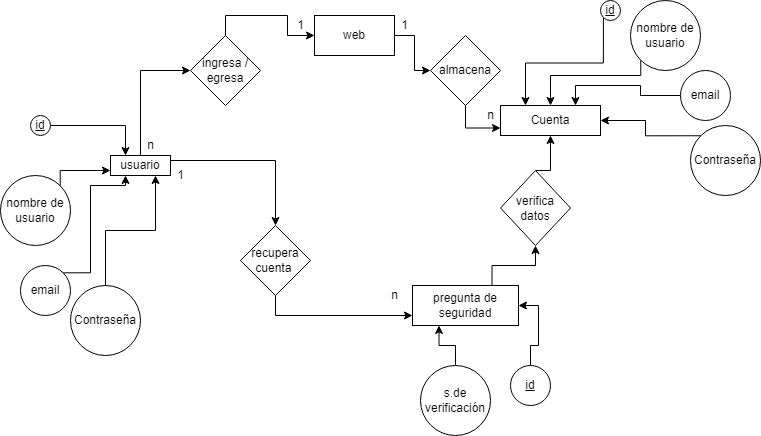 id
nombre de
usuario
1
web
1
ingresa /
egresa
almacena
email
n
Cuenta
id
n
Contraseña
usuario
1
nombre de
usuario
verifica
datos
recupera
cuenta
email
n
pregunta de
seguridad
Contraseña
s.de
verificación
id